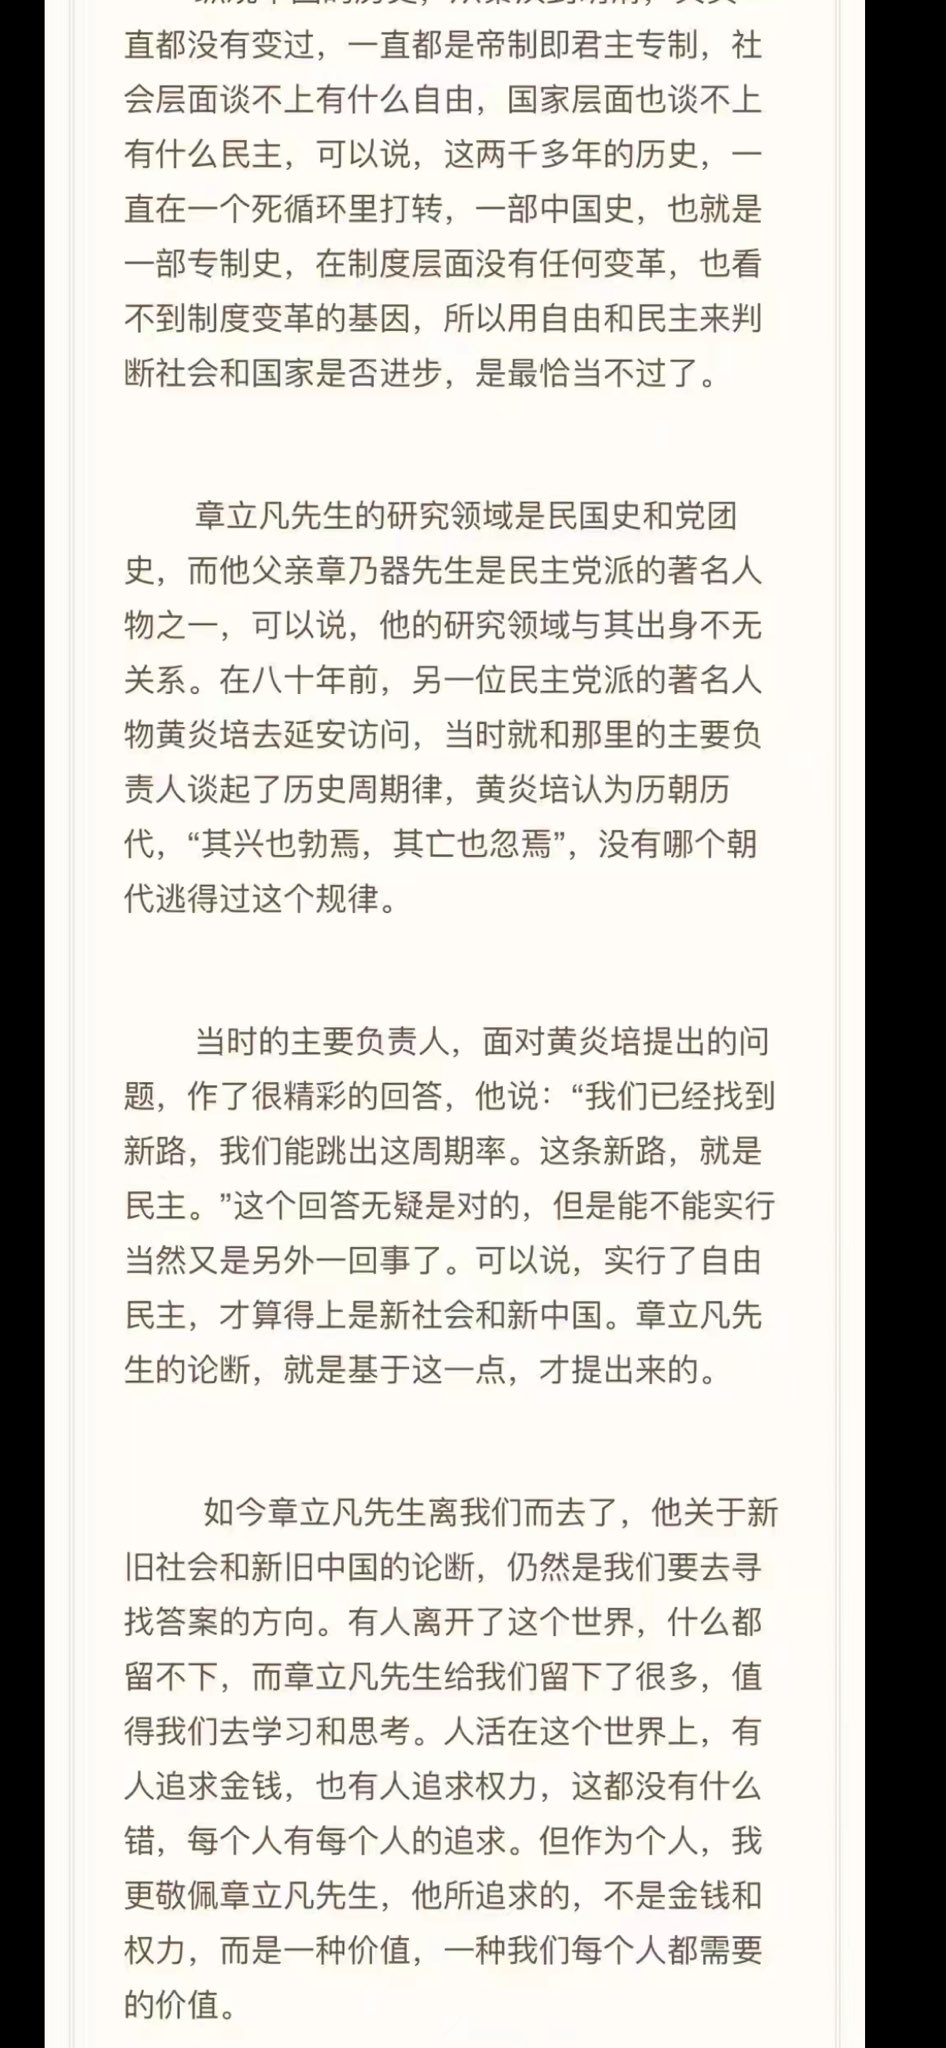 直都没有变过，一直都是帝制即君主专制，社
会层面谈不上有什么自由，国家层面也谈不上
有什么民主，可以说，这两千多年的历史，一
直在一个死循环里打转，一部中国史，也就是
一部专制史，在制度层面没有任何变革，也看
不到制度变革的基因，所以用自由和民主来判
断社会和国家是否进步，是最恰当不过了。
章立凡先生的研究领域是民国史和党团
史，而他父亲章乃器先生是民主党派的著名人
物之一，可以说，他的研究领域与其出身不无
关系。在八十年前，另一位民主党派的著名人
物黄炎培去延安访问，当时就和那里的主要负
责人谈起了历史周期律，黄炎培认为历朝历
代，“其兴也勃焉，其亡也忽焉”，没有哪个朝
代逃得过这个规律。
当时的主要负责人，面对黄炎培提出的问
题，作了很精彩的回答，他说：“我们已经找到
新路，我们能跳出这周期率。这条新路，就是
民主。”这个回答无疑是对的，但是能不能实行
当然又是另外一回事了。可以说，实行了自由
民主，才算得上是新社会和新中国。章立凡先
生的论断，就是基于这一点，才提出来的。
如今章立凡先生离我们而去了，他关于新
旧社会和新旧中国的论断，仍然是我们要去寻
找答案的方向。有人离开了这个世界，什么都
留不下，而章立凡先生给我们留下了很多，值
得我们去学习和思考。人活在这个世界上，有
人追求金钱，也有人追求权力，这都没有什么
错，每个人有每个人的追求。但作为个人，我
更敬佩章立凡先生，他所追求的，不是金钱和
权力，而是一种价值，一种我们每个人都需要
的价值。